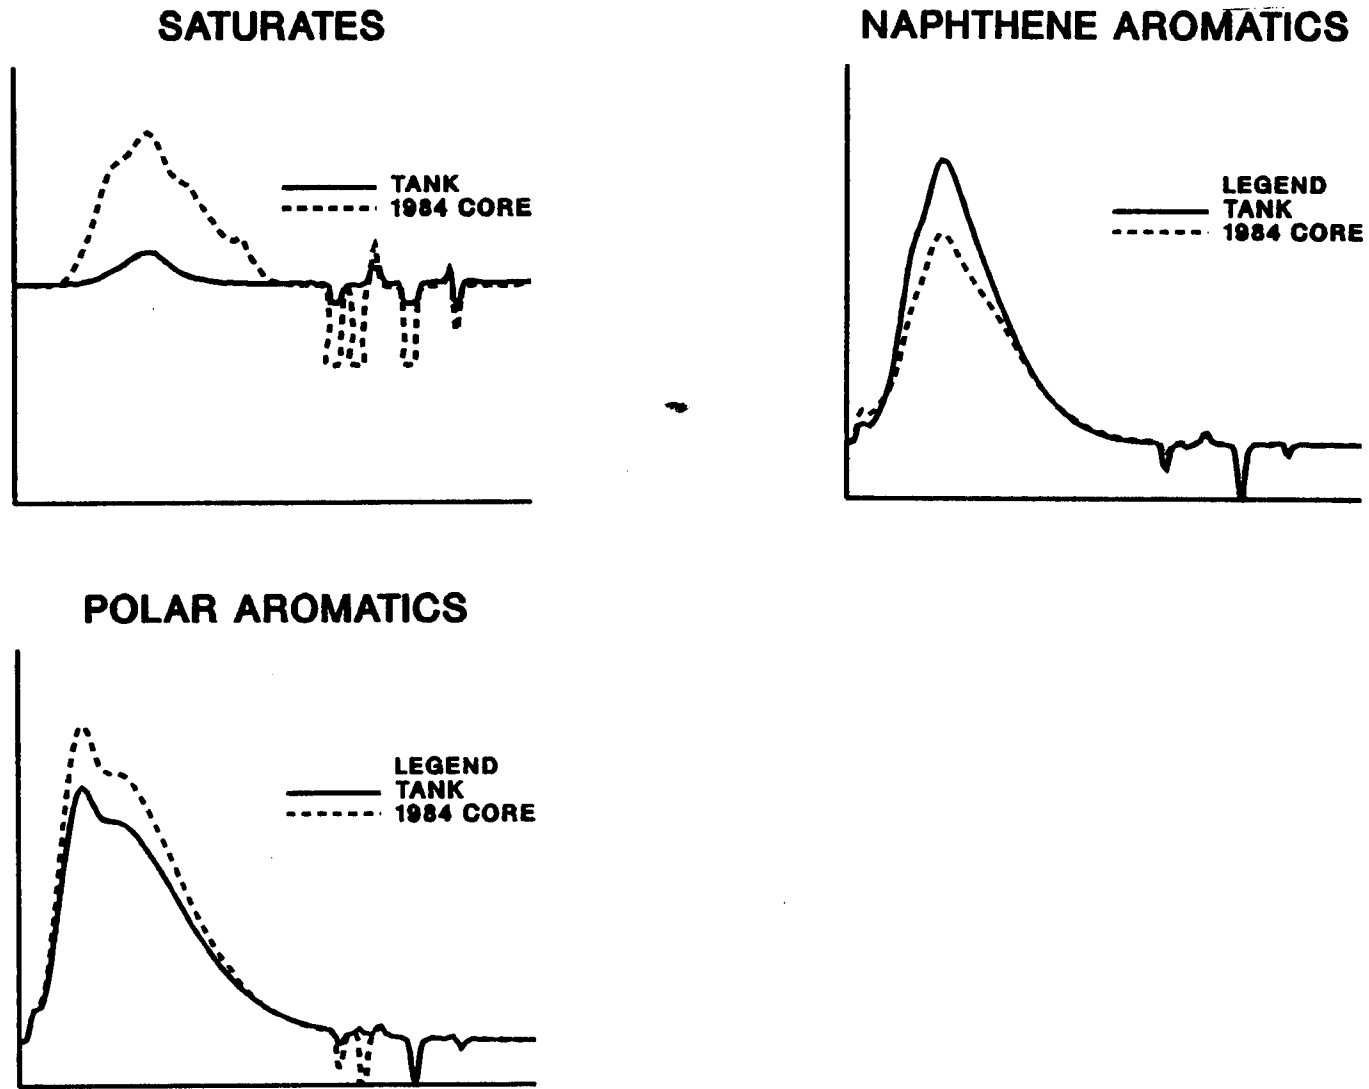 SATURATES
TANK
1984 CORE
NAPHTHENE AROMATICS
LEGEND
TANK
1984 CORE
POLAR AROMATICS
LEGEND
TANK
1984 CORE